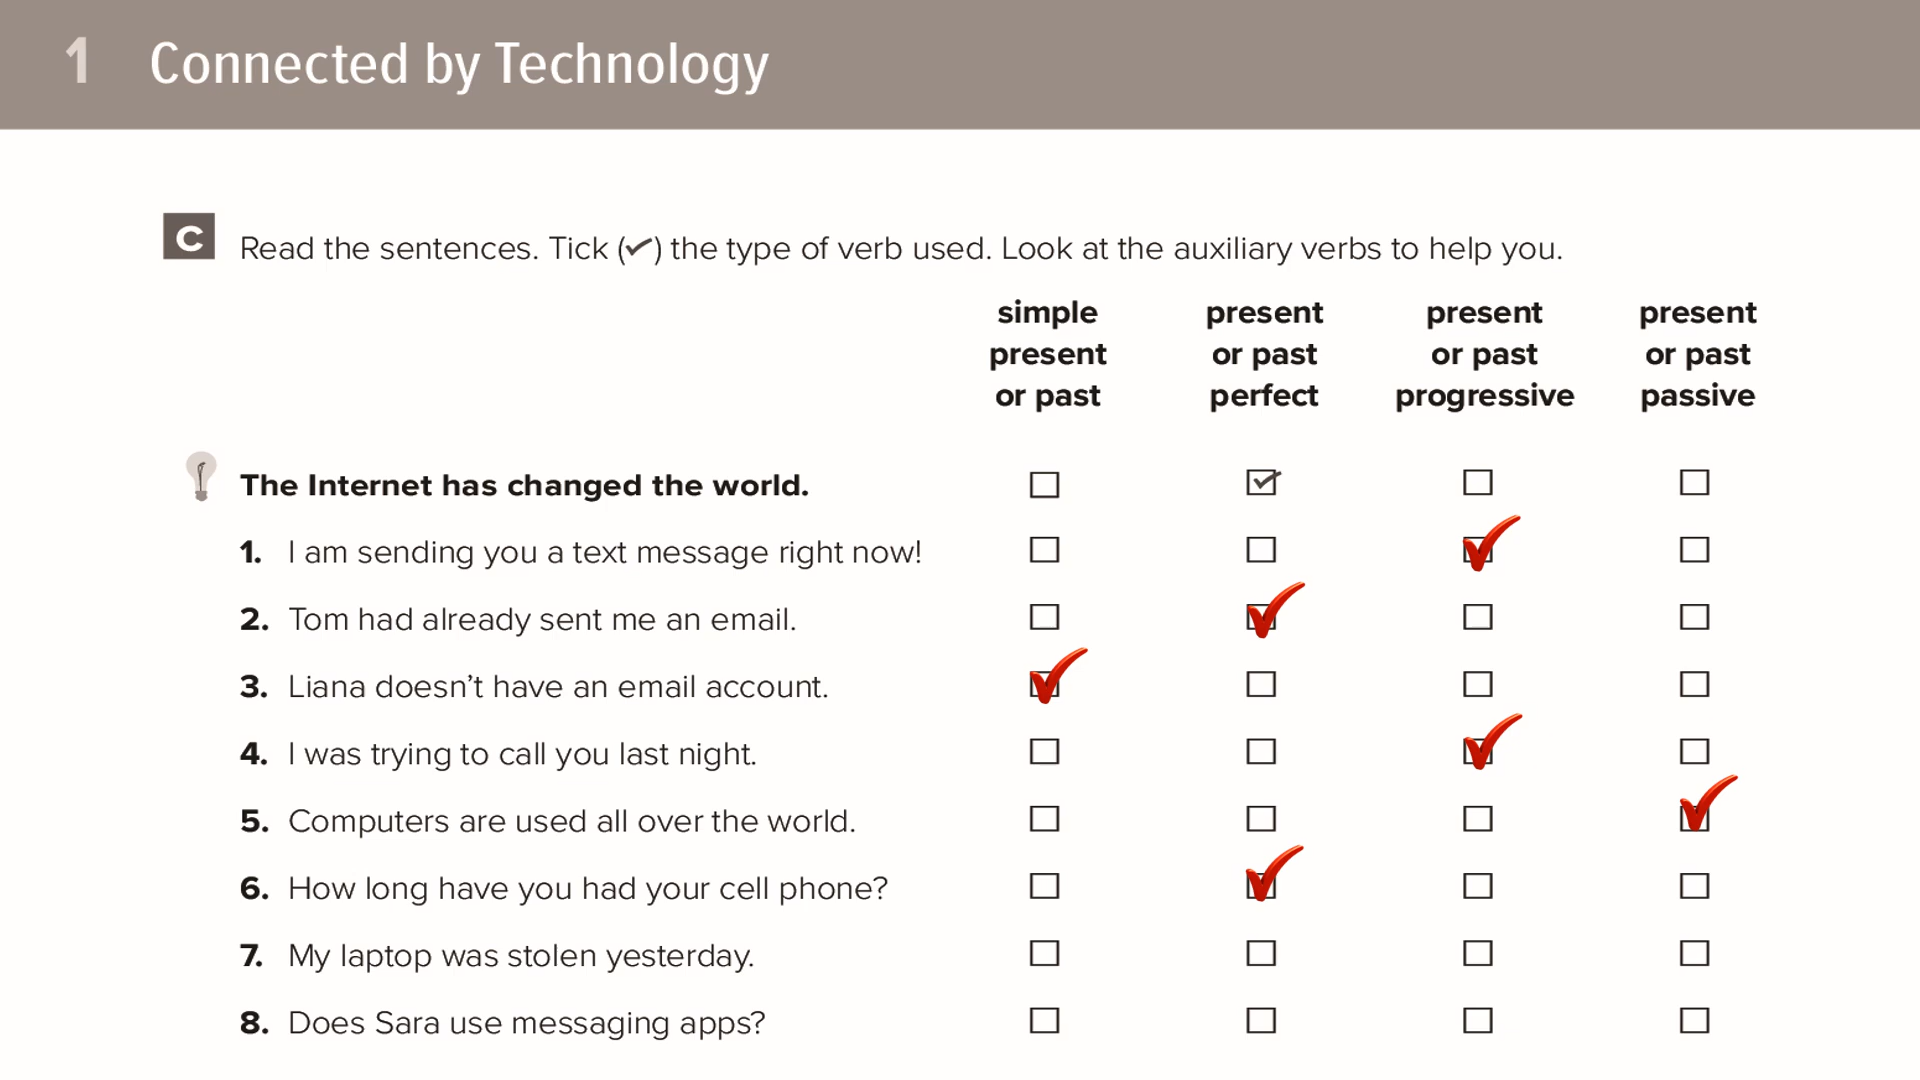 1 Connected by Technology
C Read the sentences. Tick (✓) the type of verb used. Look at the auxiliary verbs to help you.
simple present or past
present or past perfect
present or past progressive
present or past passive
The Internet has changed the world.
1. I am sending you a text message right now!
2. Tom had already sent me an email.
3. Liana doesn’t have an email account.
4. I was trying to call you last night.
5. Computers are used all over the world.
6. How long have you had your cell phone?
7. My laptop was stolen yesterday.
8. Does Sara use messaging apps?